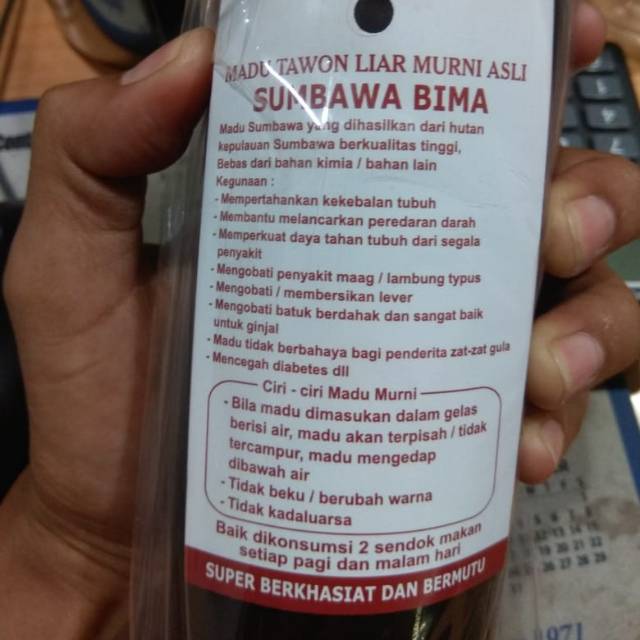 MADU TAWON LIAR MURNI ASLI
SUMBAWA BIMA
Madu Sumbawa yang dihasilkan dari hutan
kepulauan Sumbawa berkualitas tinggi,
Bebas dari bahan kimia / bahan lain
Kegunaan :
- Mempertahankan kekebalan tubuh
- Membantu melancarkan peredaran darah
- Memperkuat daya tahan tubuh dari segala
penyakit
- Mengobati penyakit maag / lambung typus
- Mengobati / membersikan lever
- Mengobati batuk berdahak dan sangat baik
untuk ginjal
- Madu tidak berbahaya bagi penderita zat-zat gula
- Mencegah diabetes dll
Ciri - ciri Madu Murni
- Bila madu dimasukan dalam gelas
berisi air, madu akan terpisah / tidak
tercampur, madu mengedap
dibawah air
- Tidak beku / berubah warna
- Tidak kadaluarsa
Baik dikonsumsi 2 sendok makan
setiap pagi dan malam hari
SUPER BERKHASIAT DAN BERMUTU